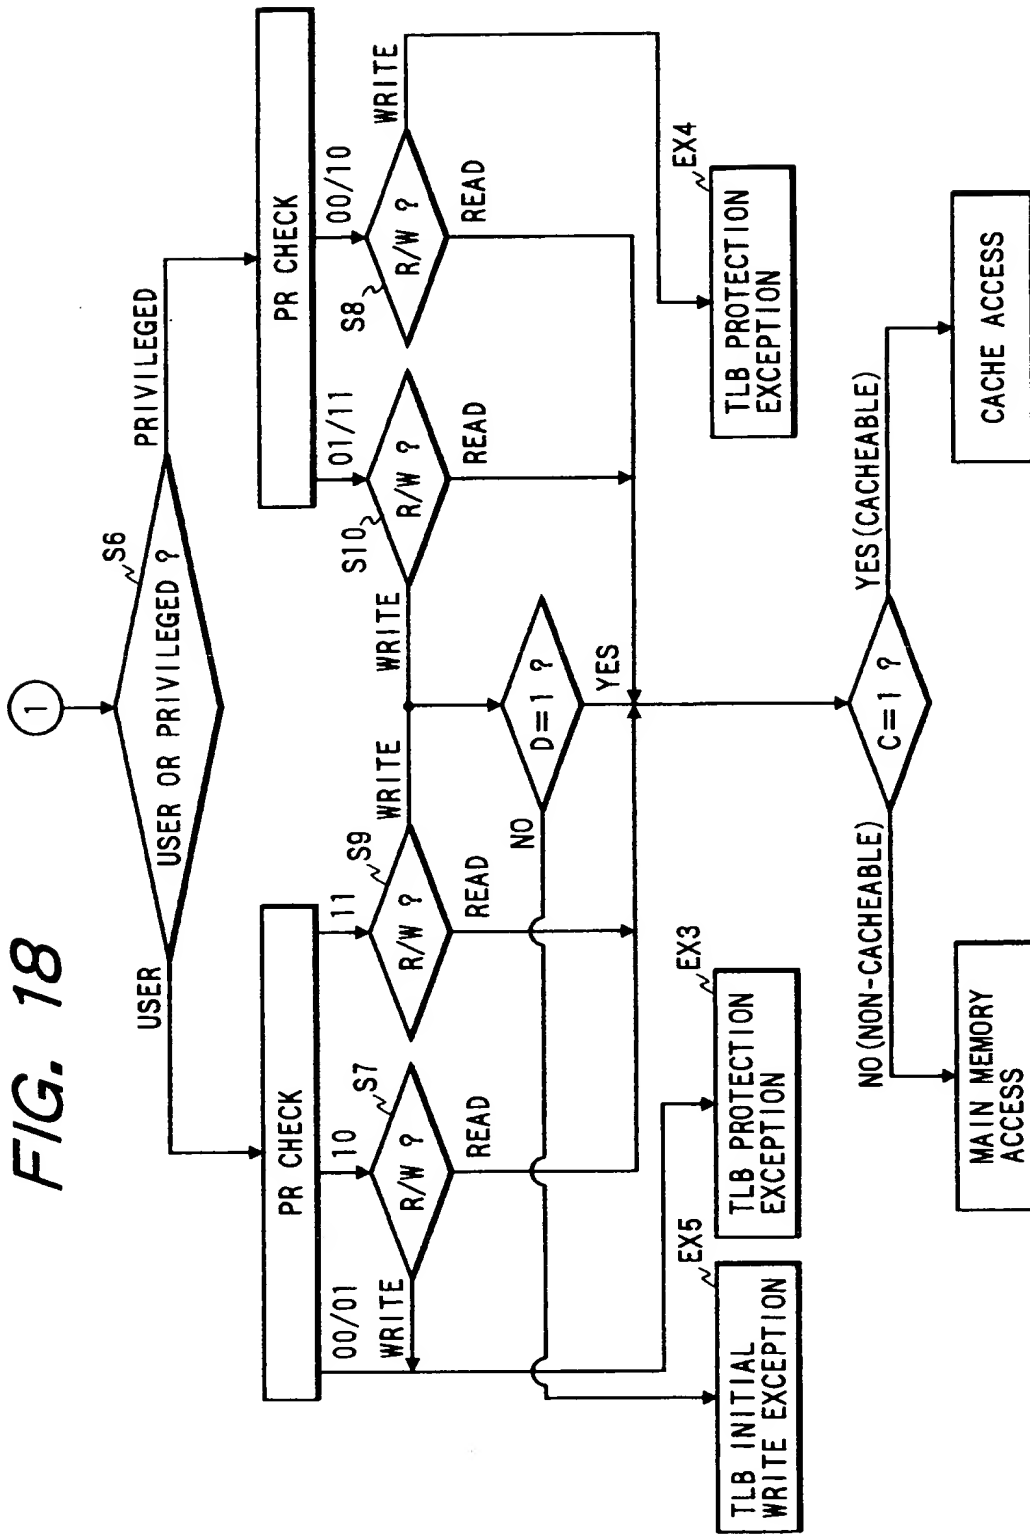 FIG. 18
1
USER OR PRIVILEGED ?
S6
USER
PRIVILEGED
PR CHECK
PR CHECK
00/01
10
11
01/11
00/10
WRITE
R/W ?
S7
READ
R/W ?
S9
READ
WRITE
WRITE
S10
R/W ?
READ
S8
R/W ?
READ
WRITE
D=1 ?
NO
YES
TLB INITIAL
WRITE EXCEPTION
EX5
TLB PROTECTION
EXCEPTION
EX3
TLB PROTECTION
EXCEPTION
EX4
C=1 ?
NO(NON-CACHEABLE)
YES(CACHEABLE)
MAIN MEMORY
ACCESS
CACHE ACCESS